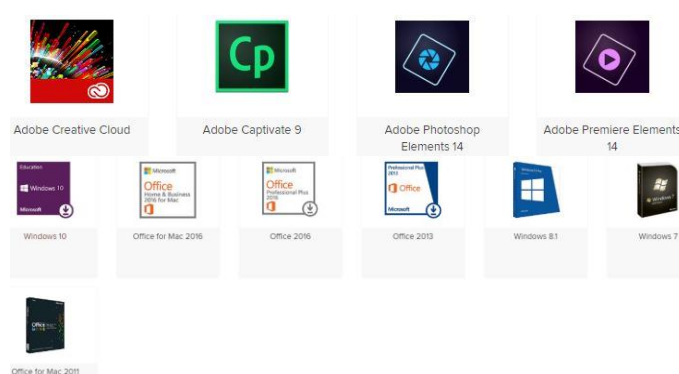 Cp
Adobe Creative Cloud
Adobe Captivate 9
Adobe Photoshop
Elements 14
Adobe Premiere Elements
14
Education
Windows 10
Microsoft
Microsoft
Office
Home & Business
2016 for Mac
Microsoft
Office
Professional Plus
2016
Professional Plus
2013
Office
Microsoft
Windows 10
Office for Mac 2016
Office 2016
Office 2013
Windows 8.1
Windows 7
Office
Office for Mac 2011